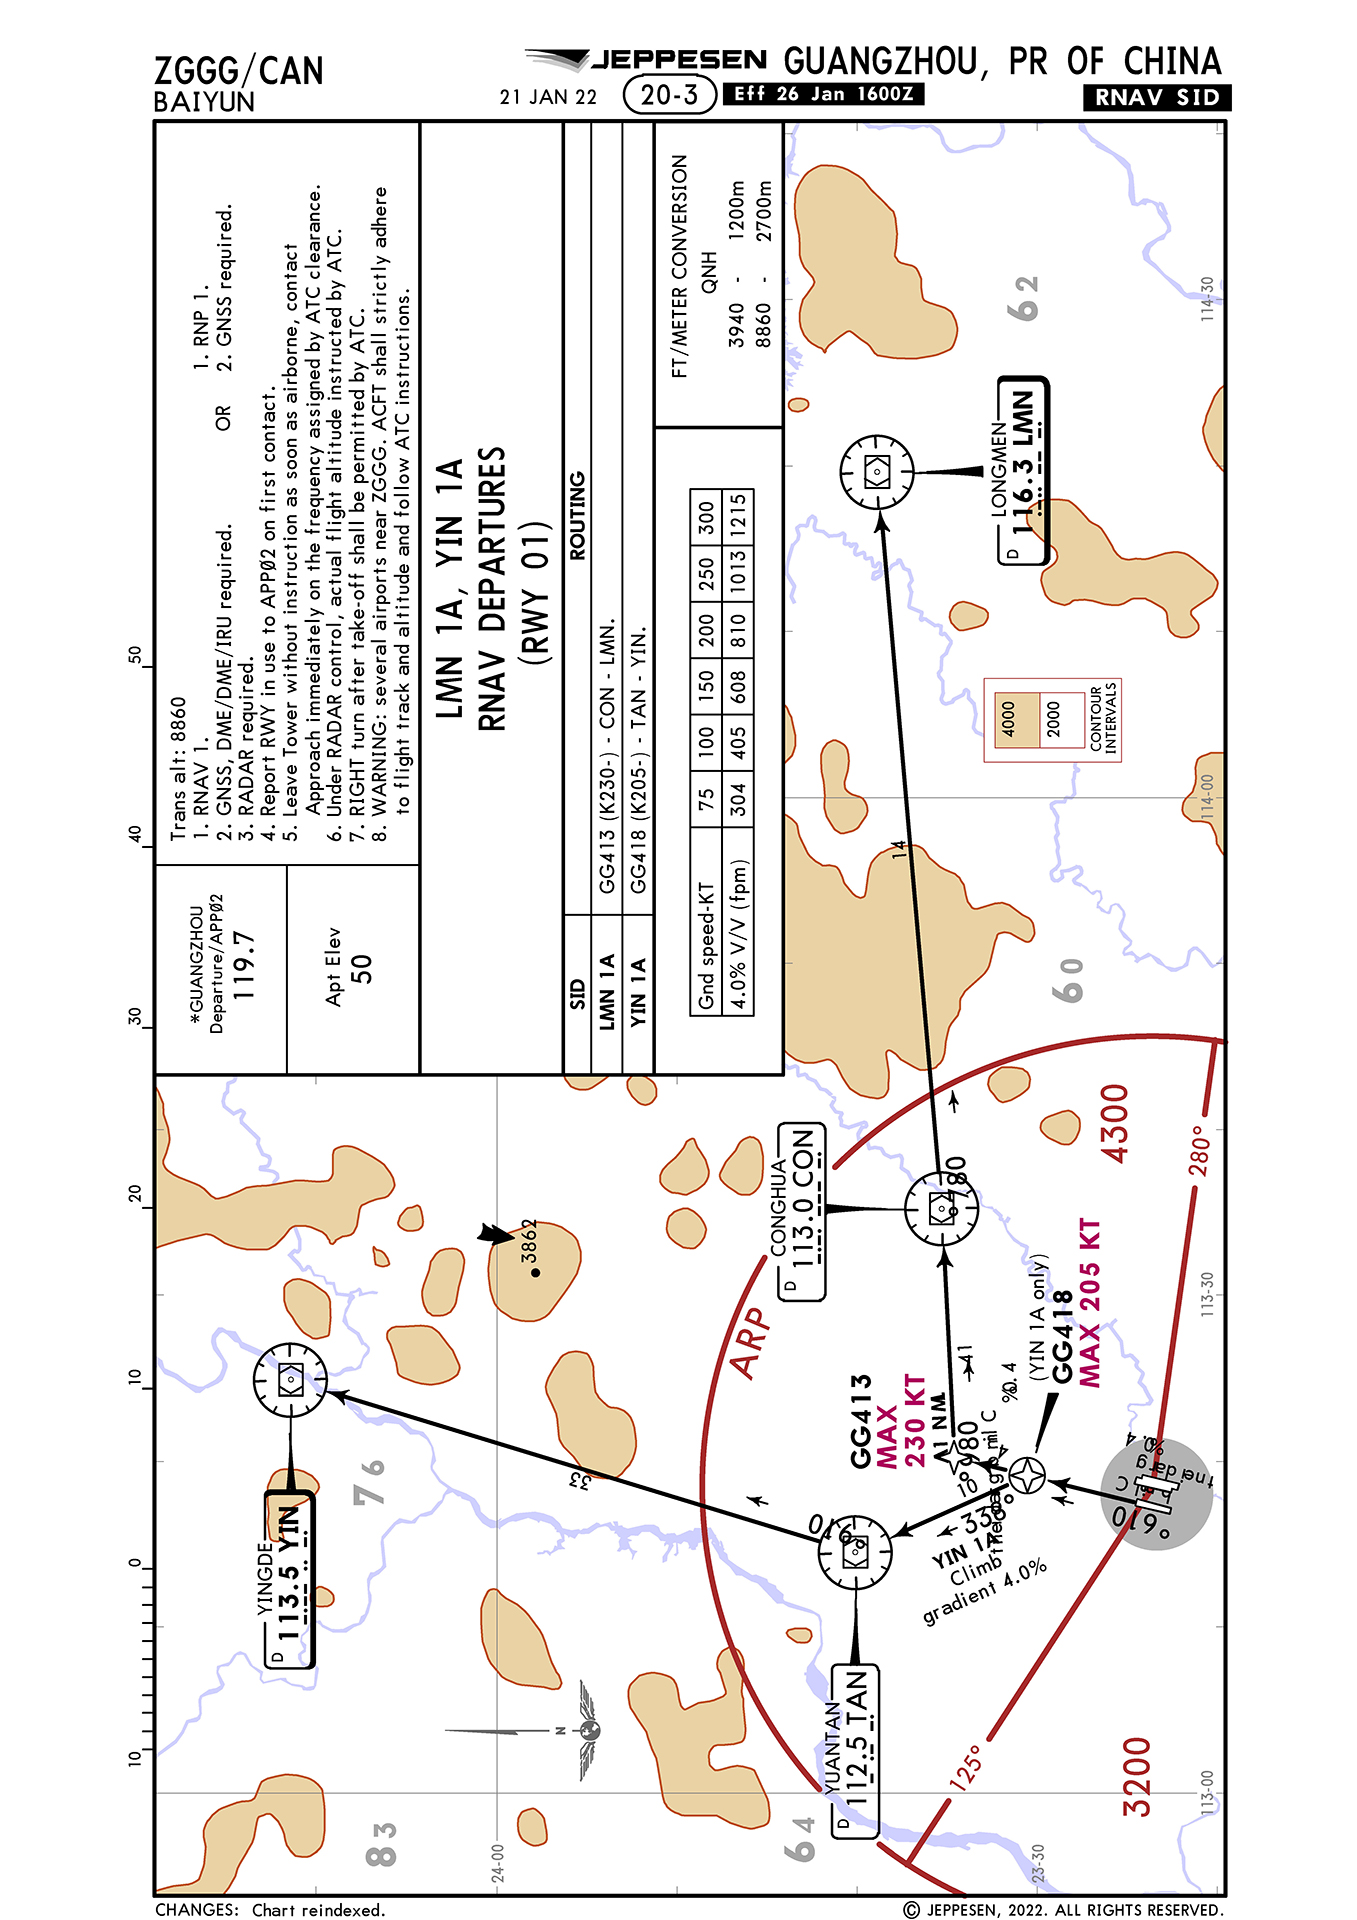 ZGGG/CAN
BAIYUN
JEPPESEN
GUANGZHOU, PR OF CHINA
21 JAN 22
20-3
Eff 26 Jan 1600Z
RNAV SID
*GUANGZHOU
Departure/APPØ2
119.7
Apt Elev
50
Trans alt: 8860
1. RNAV 1.
2. GNSS, DME/DME/IRU required.
OR
1. RNP 1.
2. GNSS required.
3. RADAR required.
4. Report RWY in use to APPØ2 on first contact.
5. Leave Tower without instruction as soon as airborne, contact
Approach immediately on the frequency assigned by ATC clearance.
6. Under RADAR control, actual flight altitude instructed by ATC.
7. RIGHT turn after take-off shall be permitted by ATC.
8. WARNING: several airports near ZGGG. ACFT shall strictly adhere
to flight track and altitude and follow ATC instructions.
LMN 1A, YIN 1A
RNAV DEPARTURES
(RWY 01)
SID ROUTING
LMN 1A GG413 (K230-) - CON - LMN.
YIN 1A GG418 (K205-) - TAN - YIN.
Gnd speed-KT 75 100 150 200 250 300
4.0% V/V (fpm) 304 405 608 810 1013 1215
FT/METER CONVERSION
QNH
3940 - 1200m
8860 - 2700m
10
0
10
20
30
40
50
YINGDE
D 113.5 YIN
YUANTAN
D 112.5 TAN
CONGHUA
D 113.0 CON
LONGMEN
D 116.3 LMN
GG413
MAX
230 KT
(YIN 1A only)
GG418
MAX 205 KT
YIN 1A
Climb
gradient 4.0%
ARP
4300
3200
280°
125°
3862
4000
2000
CONTOUR
INTERVALS
83
76
64
60
62
33
14
10
N
24-00
23-30
113-00
113-30
114-00
114-30
CHANGES: Chart reindexed.
© JEPPESEN, 2022. ALL RIGHTS RESERVED.